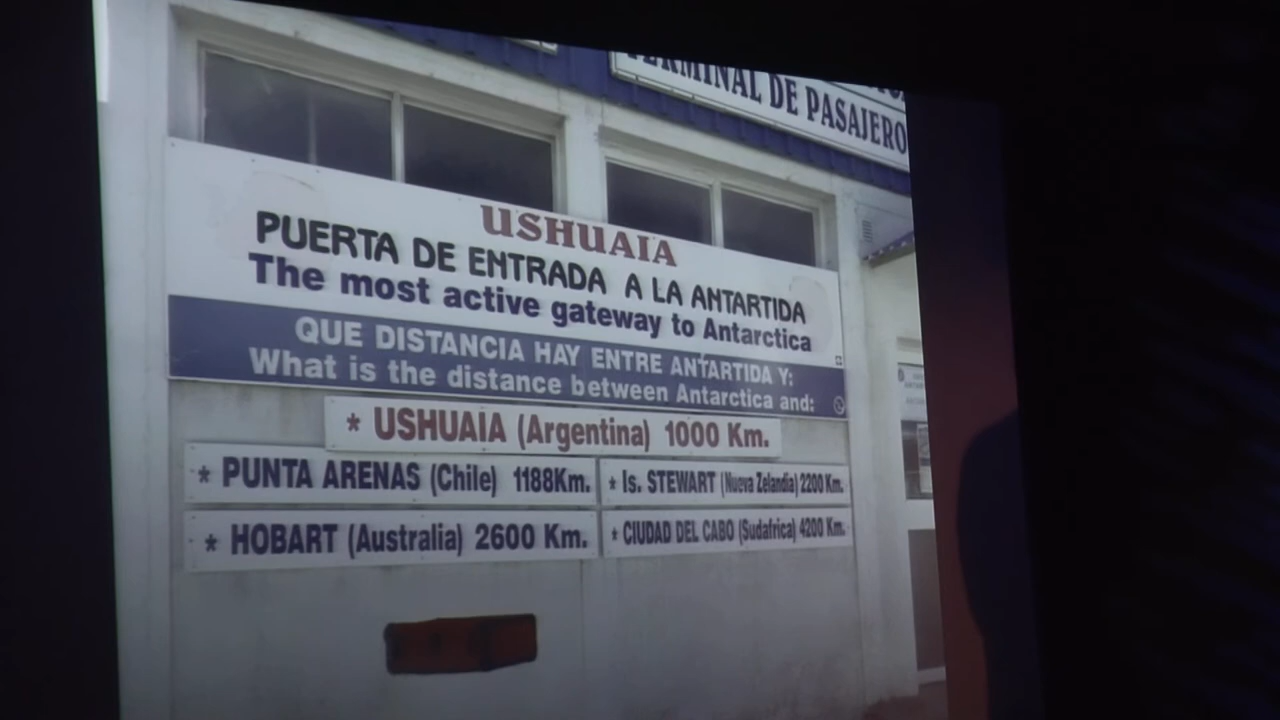 TERMINAL DE PASAJERO
USHUAIA
PUERTA DE ENTRADA A LA ANTARTIDA
The most active gateway to Antarctica
QUE DISTANCIA HAY ENTRE ANTÁRTIDA Y:
What is the distance between Antarctica and:
* USHUAIA (Argentina) 1000 Km.
* PUNTA ARENAS (Chile) 1188Km.
* Is. STEWART (Nueva Zelandia) 2200 Km.
* HOBART (Australia) 2600 Km.
* CIUDAD DEL CABO (Sudafrica) 4200 Km.